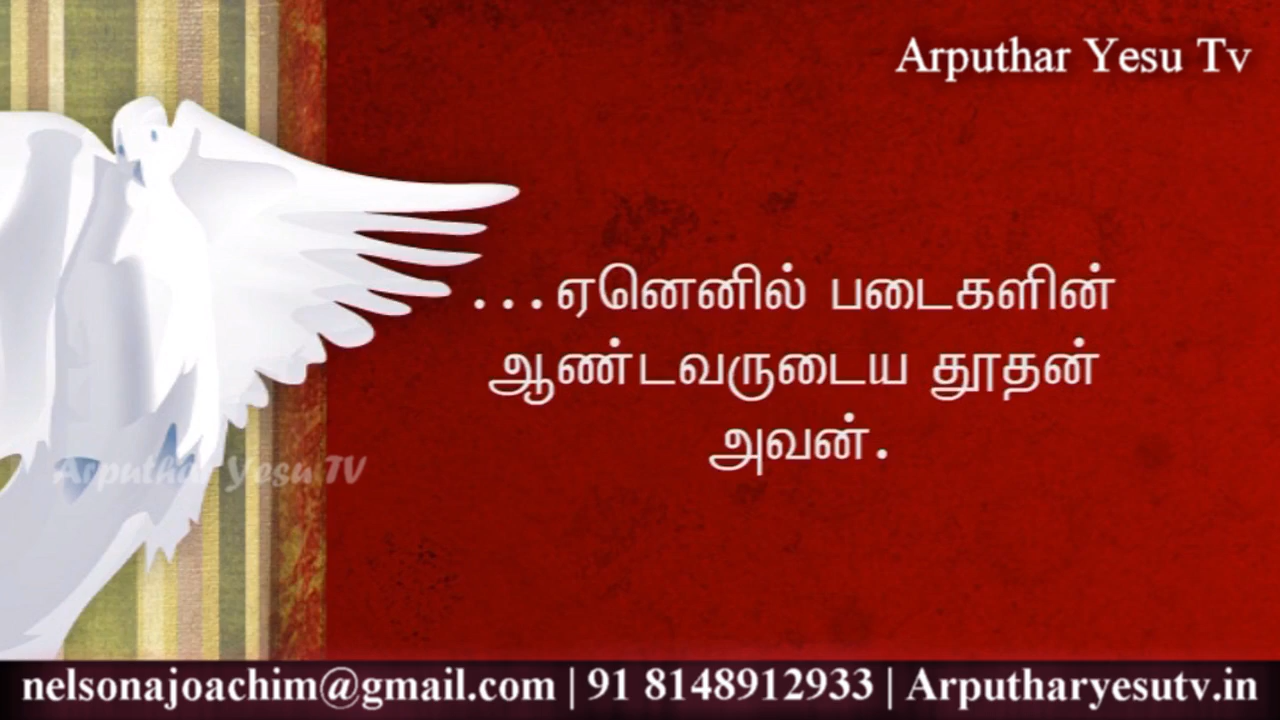 Arputhar Yesu Tv
...ஏனெனில் படைகளின்
ஆண்டவருடைய தூதன்
அவன்.
Arputhar Yesu TV
nelsonajoachim@gmail.com | 91 8148912933 | Arputharyesutv.in